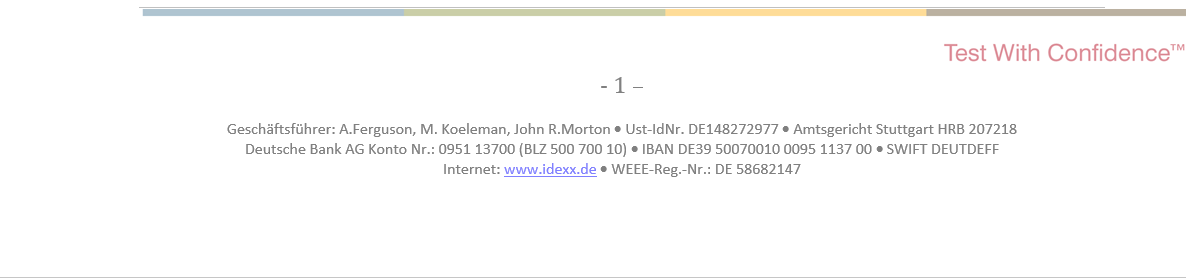 Test With Confidence™
- 1 –
Geschäftsführer: A.Ferguson, M. Koeleman, John R.Morton • Ust-IdNr. DE148272977 • Amtsgericht Stuttgart HRB 207218
Deutsche Bank AG Konto Nr.: 0951 13700 (BLZ 500 700 10) • IBAN DE39 50070010 0095 1137 00 • SWIFT DEUTDEFF
Internet: www.idexx.de • WEEE-Reg.-Nr.: DE 58682147